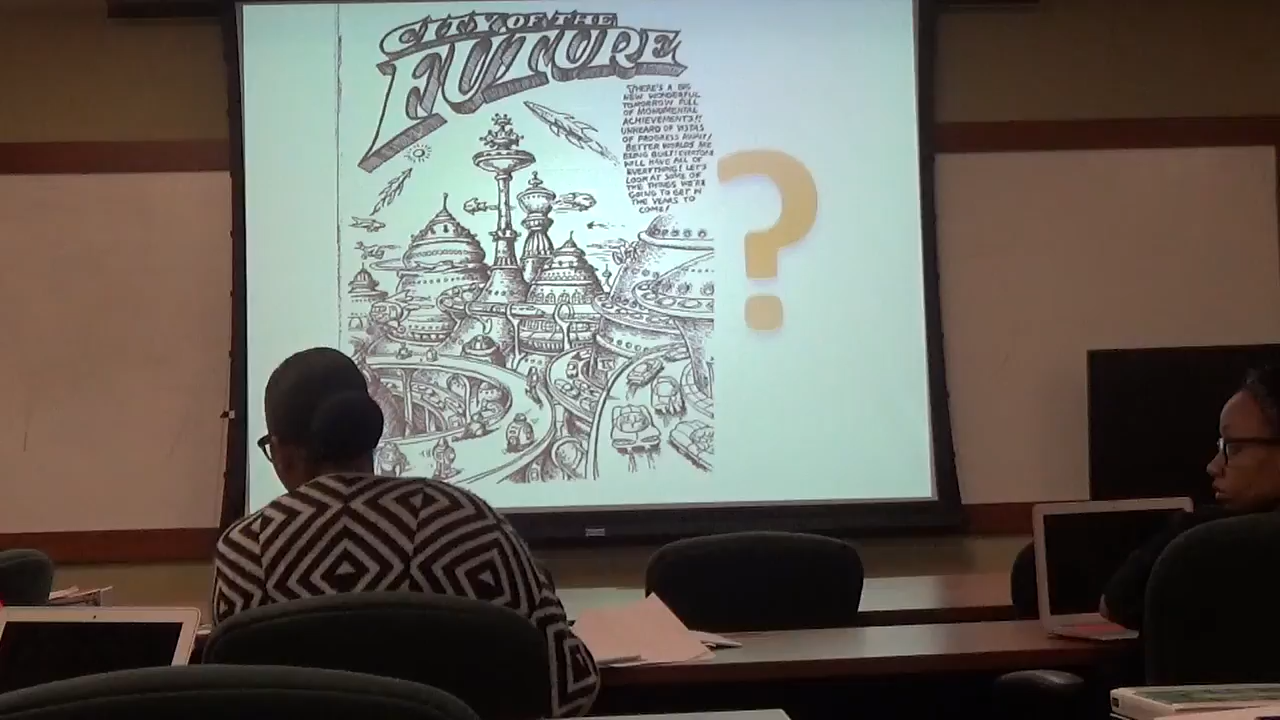 CITY OF THE
FUTURE
THERE'S A BIG
NEW WONDERFUL
TOMORROW FULL
OF MONUMENTAL
ACHIEVEMENTS!!
UNHEARD OF VISTAS
OF PROGRESS AWAIT!
BETTER WORLDS ARE
BEING BUILT! EVERYONE
WILL HAVE ALL OF
EVERYTHING! LET'S
LOOK AT SOME OF
THE THINGS WE'RE
GOING TO GET IN
THE YEARS TO
COME!
?